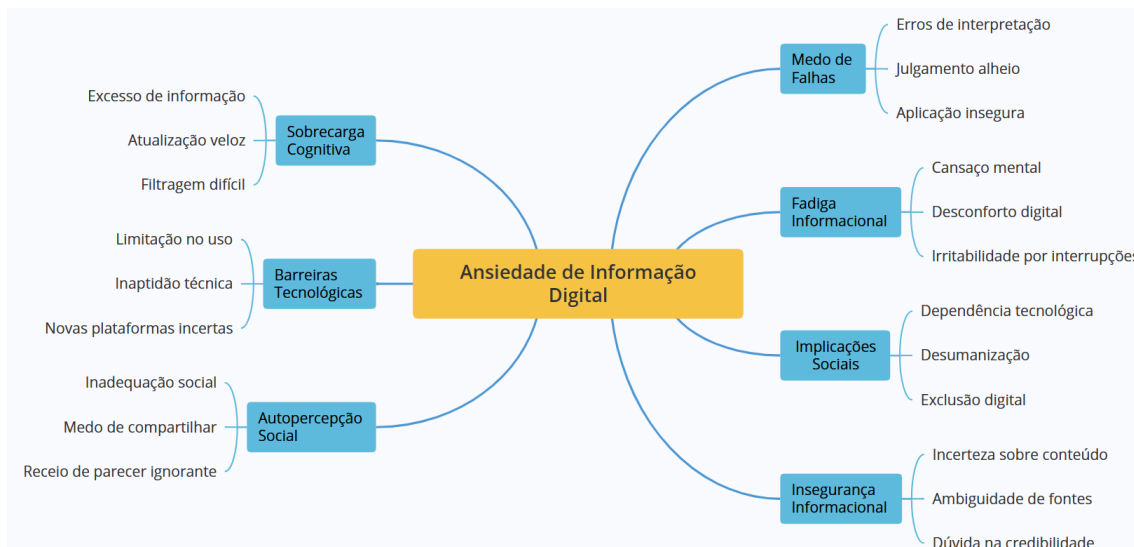 Ansiedade de Informação
Digital
Sobrecarga
Cognitiva
Excesso de informação
Atualização veloz
Filtragem difícil
Barreiras
Tecnológicas
Limitação no uso
Inaptidão técnica
Novas plataformas incertas
Autopercepção
Social
Inadequação social
Medo de compartilhar
Receio de parecer ignorante
Medo de
Falhas
Erros de interpretação
Julgamento alheio
Aplicação insegura
Fadiga
Informacional
Cansaço mental
Desconforto digital
Irritabilidade por interrupções
Implicações
Sociais
Dependência tecnológica
Desumanização
Exclusão digital
Insegurança
Informacional
Incerteza sobre conteúdo
Ambiguidade de fontes
Dúvida na credibilidade